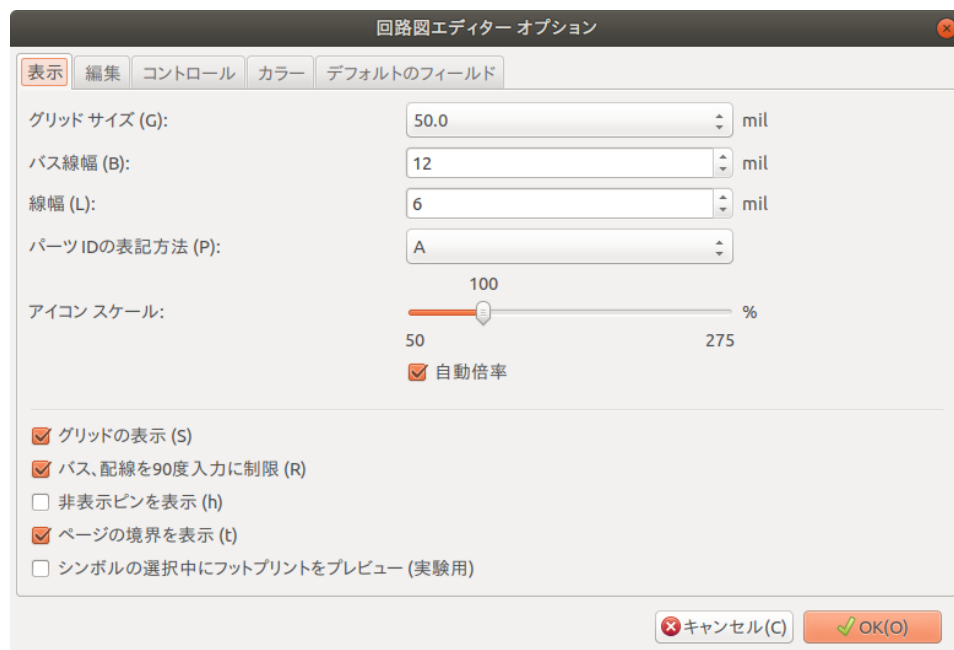 回路図エディター オプション
表示 編集 コントロール カラー デフォルトのフィールド
グリッド サイズ (G): 50.0 mil
バス線幅 (B): 12 mil
線幅 (L): 6 mil
パーツ IDの表記方法 (P): A
100
アイコン スケール: %
50 275
自動倍率
グリッドの表示 (S)
バス、配線を90度入力に制限 (R)
非表示ピンを表示 (h)
ページの境界を表示 (t)
シンボルの選択中にフットプリントをプレビュー (実験用)
キャンセル(C) OK(O)